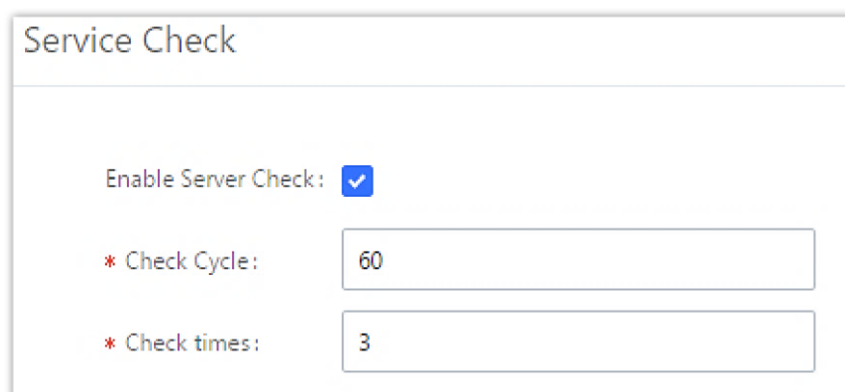 Service Check
Enable Server Check:
* Check Cycle: 60
* Check times: 3